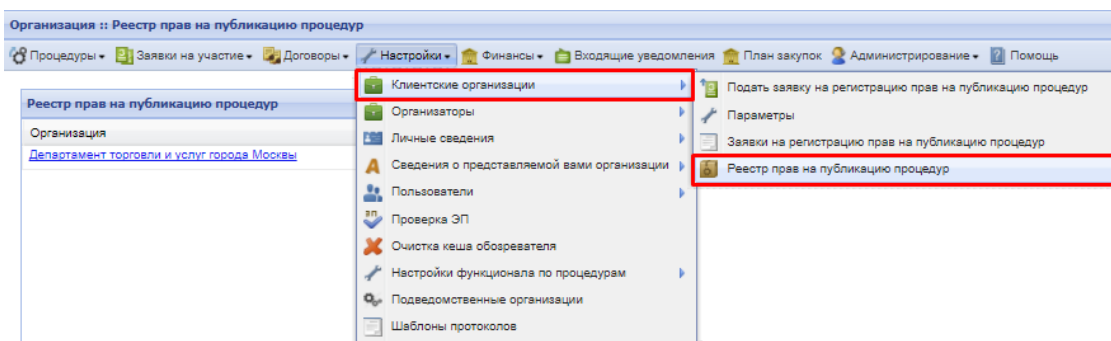 Организация :: Реестр прав на публикацию процедур
Процедуры Заявки на участие Договоры Настройки Финансы Входящие уведомления План закупок Администрирование Помощь
Реестр прав на публикацию процедур
Организация
Департамент торговли и услуг города Москвы
Клиентские организации
Организаторы
Личные сведения
Сведения о представляемой вами организации
Пользователи
Проверка ЭП
Очистка кеша обозревателя
Настройки функционала по процедурам
Подведомственные организации
Шаблоны протоколов
Подать заявку на регистрацию прав на публикацию процедур
Параметры
Заявки на регистрацию прав на публикацию процедур
Реестр прав на публикацию процедур